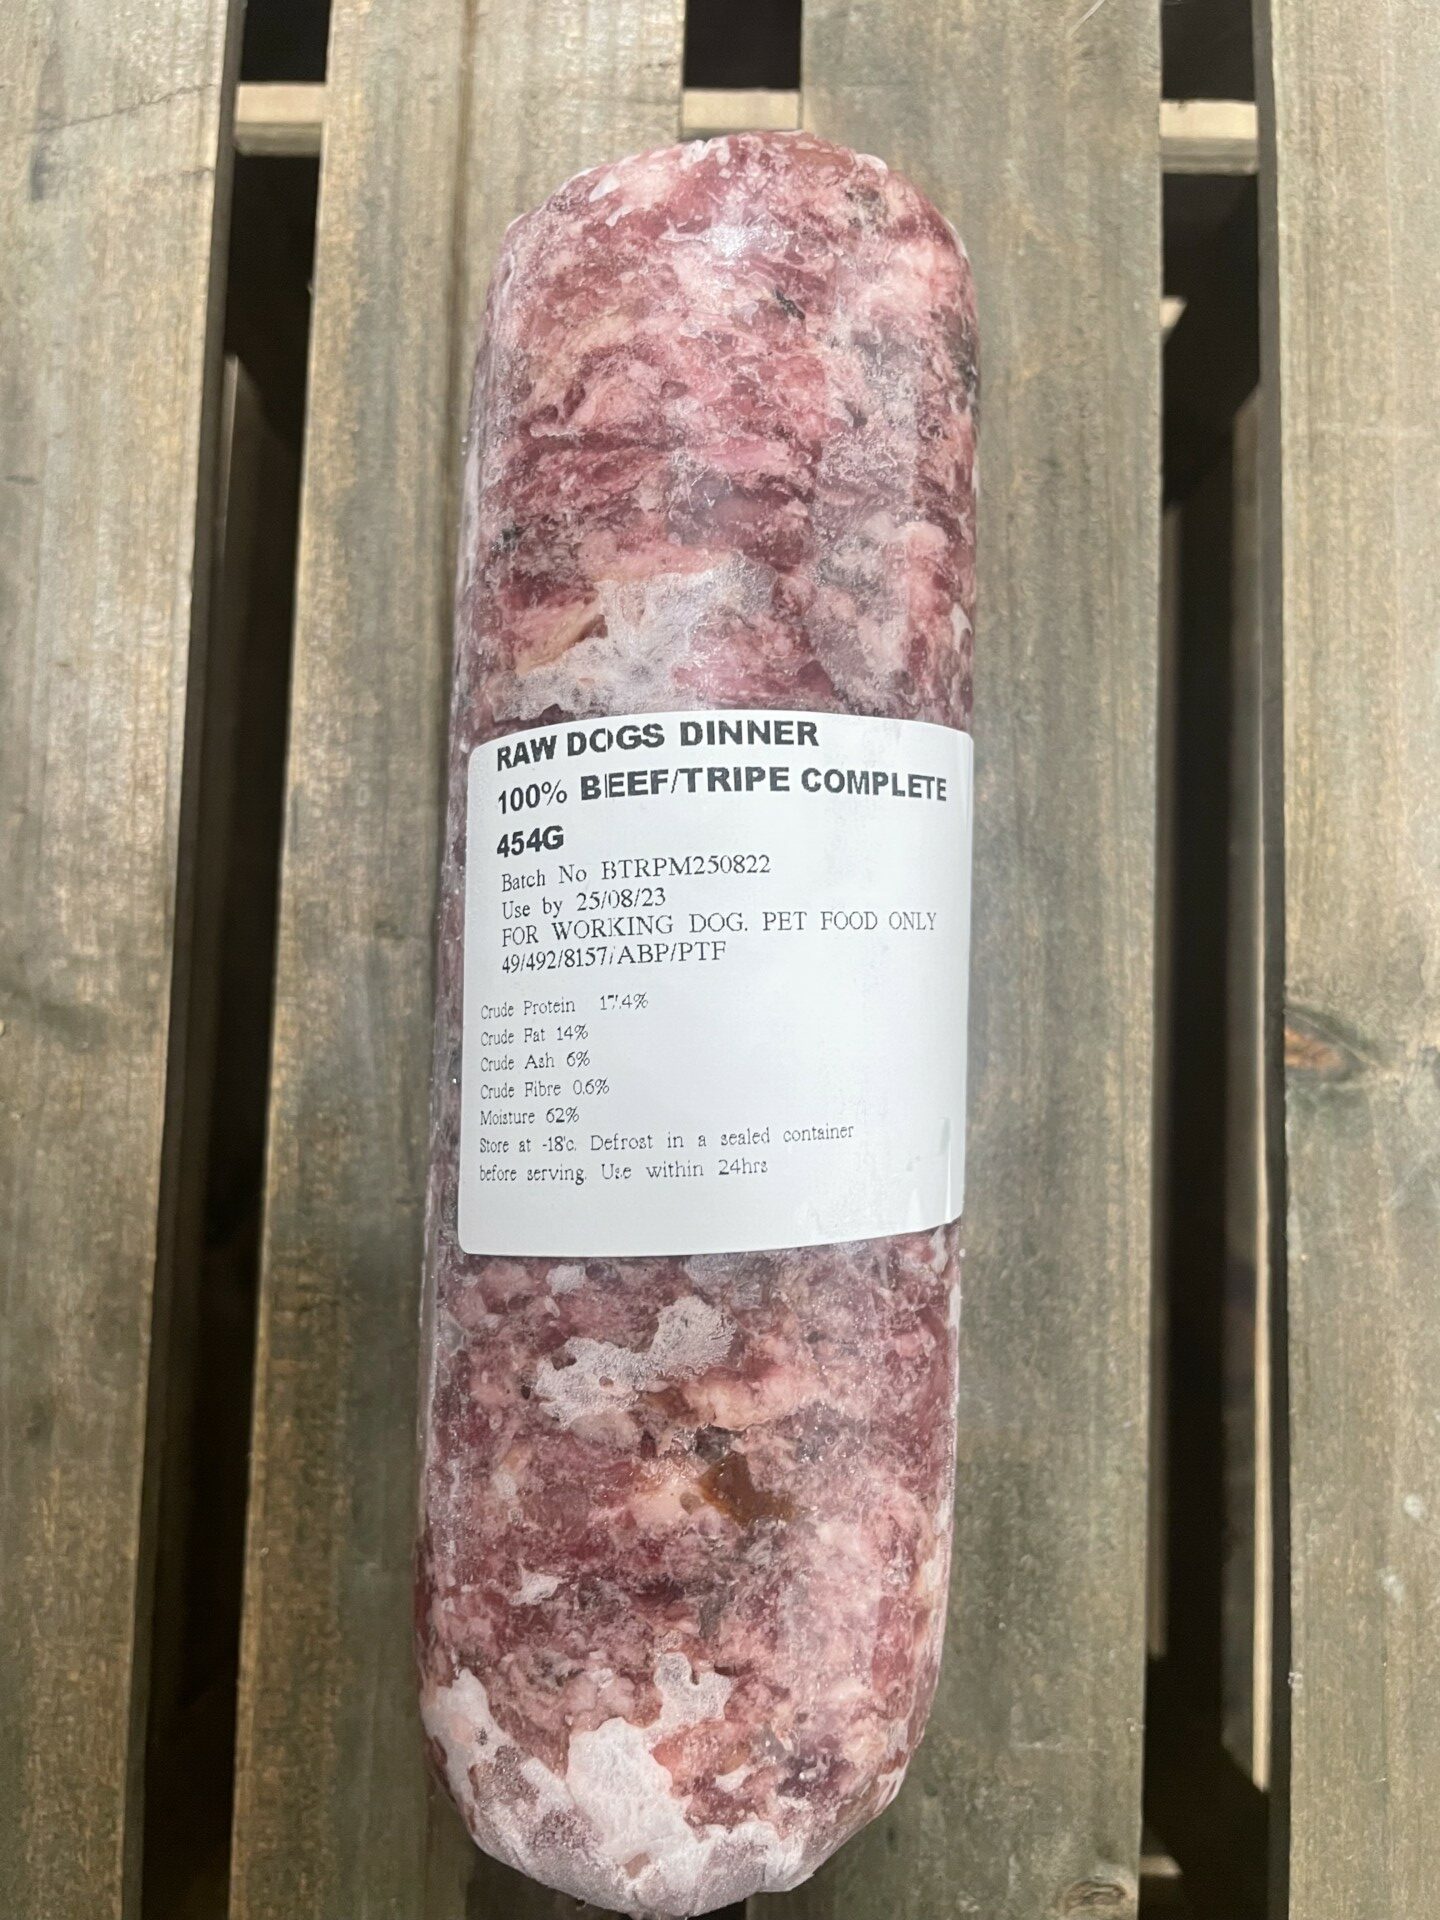 RAW DOGS DINNER
100% BEEF/TRIPE COMPLETE
454G
Batch No BTRPM250822
Use by 25/08/23
FOR WORKING DOG. PET FOOD ONLY
49/492/8157/ABP/PTF
Crude Protein 17.4%
Crude Fat 14%
Crude Ash 6%
Crude Fibre 0.6%
Moisture 62%
Store at -18'c. Defrost in a sealed container
before serving. Use within 24hrs